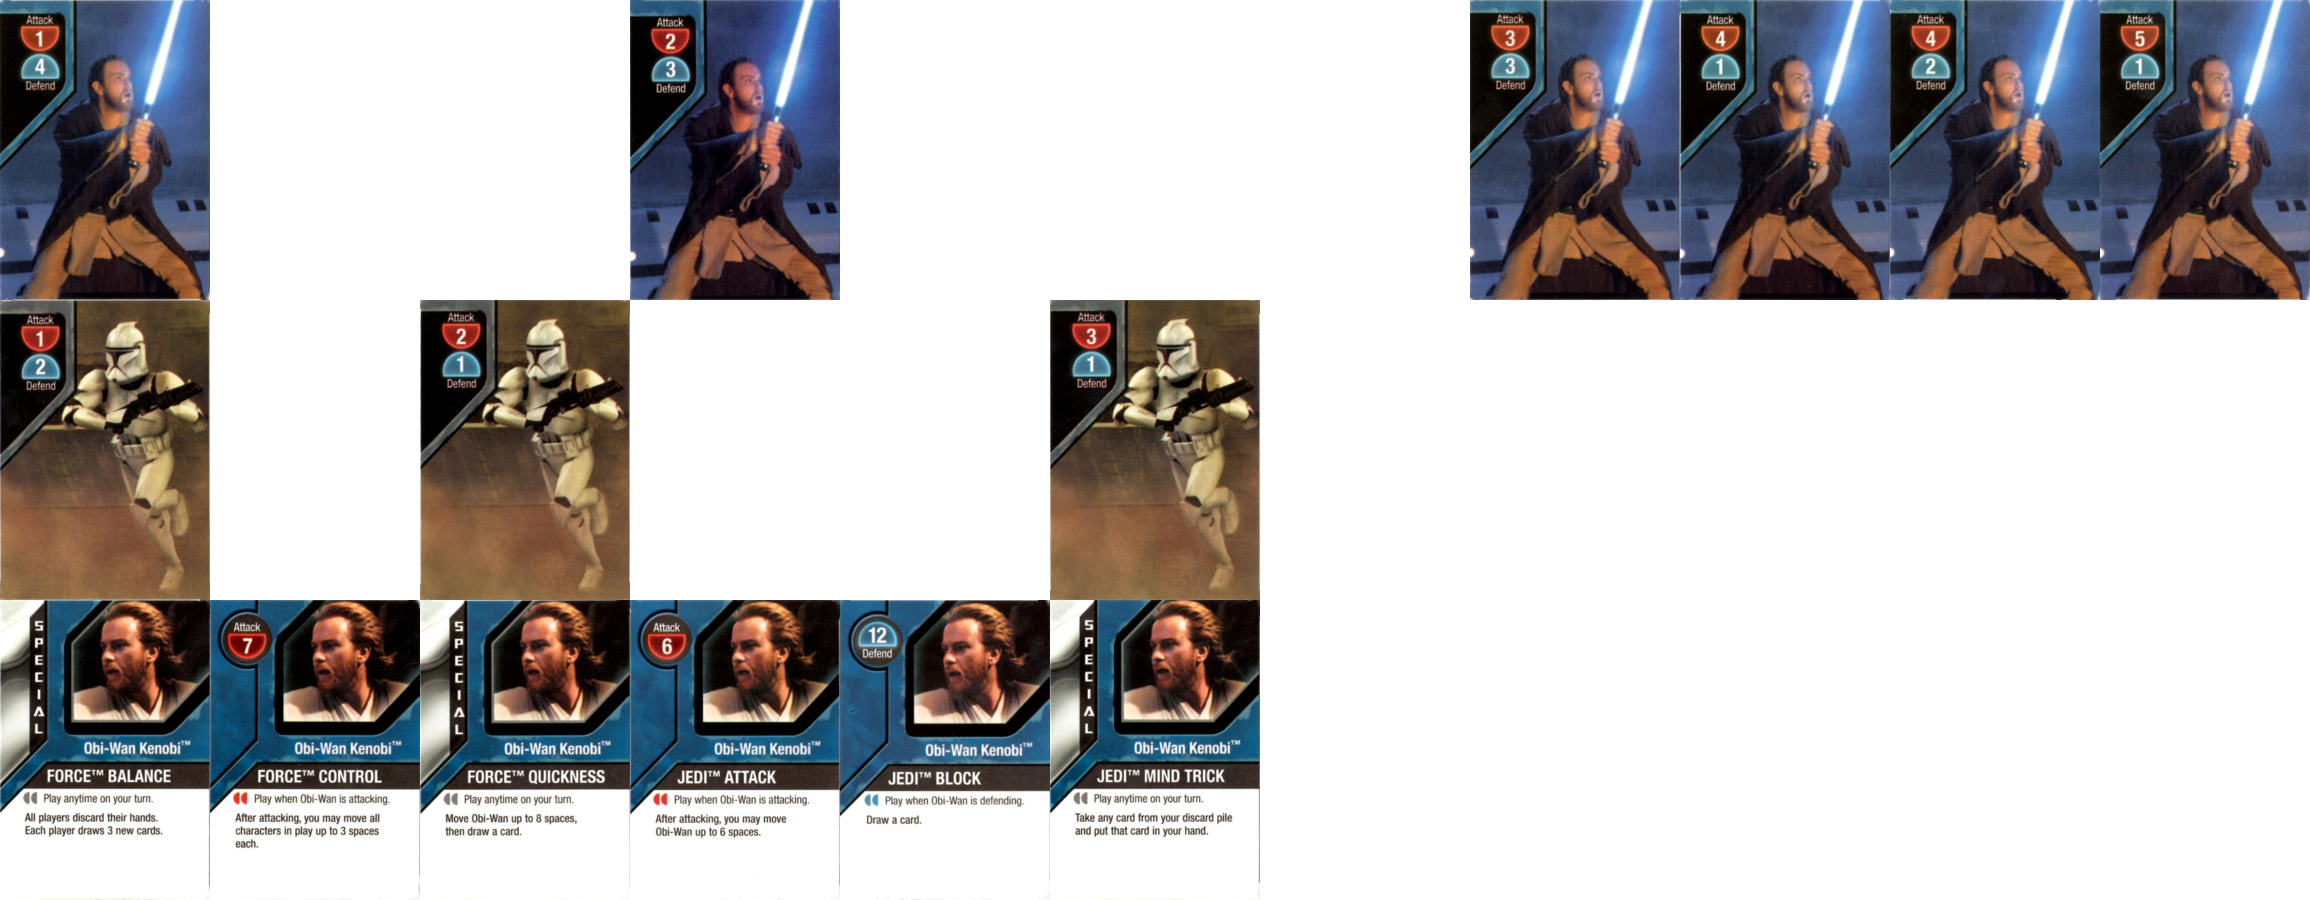 Attack
1
4
Defend
Attack
2
3
Defend
Attack
3
3
Defend
Attack
4
1
Defend
Attack
4
2
Defend
Attack
5
1
Defend
Attack
1
2
Defend
Attack
2
1
Defend
Attack
3
1
Defend
SPECIAL
Obi-Wan Kenobi™
FORCE™ BALANCE
Play anytime on your turn.
All players discard their hands.
Each player draws 3 new cards.
Attack
7
Obi-Wan Kenobi™
FORCE™ CONTROL
Play when Obi-Wan is attacking.
After attacking, you may move all
characters in play up to 3 spaces
each.
SPECIAL
Obi-Wan Kenobi™
FORCE™ QUICKNESS
Play anytime on your turn.
Move Obi-Wan up to 8 spaces,
then draw a card.
Attack
6
Obi-Wan Kenobi™
JEDI™ ATTACK
Play when Obi-Wan is attacking.
After attacking, you may move
Obi-Wan up to 6 spaces.
12
Defend
Obi-Wan Kenobi™
JEDI™ BLOCK
Play when Obi-Wan is defending.
Draw a card.
SPECIAL
Obi-Wan Kenobi™
JEDI™ MIND TRICK
Play anytime on your turn.
Take any card from your discard pile
and put that card in your hand.